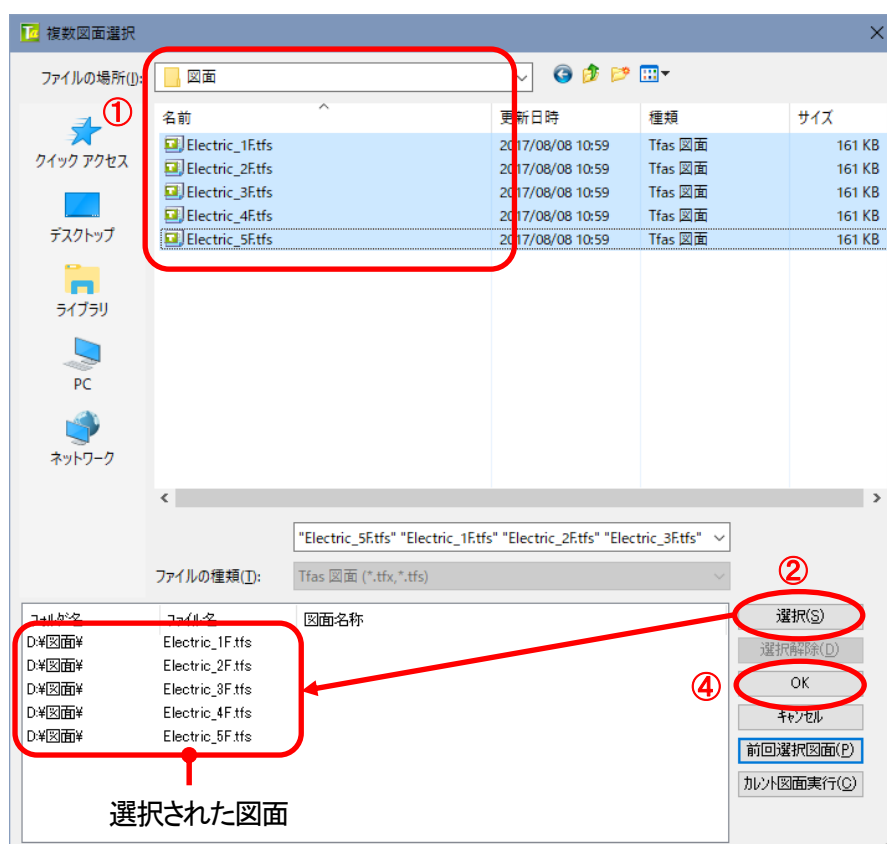 複数図面選択
ファイルの場所(I):
図面
①
名前 更新日時 種類 サイズ
Electric_1F.tfs 2017/08/08 10:59 Tfas 図面 161 KB
Electric_2F.tfs 2017/08/08 10:59 Tfas 図面 161 KB
Electric_3F.tfs 2017/08/08 10:59 Tfas 図面 161 KB
Electric_4F.tfs 2017/08/08 10:59 Tfas 図面 161 KB
Electric_5F.tfs 2017/08/08 10:59 Tfas 図面 161 KB
クイック アクセス
デスクトップ
ライブラリ
PC
ネットワーク
"Electric_5F.tfs" "Electric_1F.tfs" "Electric_2F.tfs" "Electric_3F.tfs"
ファイルの種類(T): Tfas 図面 (*.tfx,*.tfs)
②
フォルダ名 ファイル名 図面名称
D:¥図面¥ Electric_1F.tfs
D:¥図面¥ Electric_2F.tfs
D:¥図面¥ Electric_3F.tfs
D:¥図面¥ Electric_4F.tfs
D:¥図面¥ Electric_5F.tfs
選択された図面
選択(S)
選択解除(D)
④
OK
キャンセル
前回選択図面(P)
カレント図面実行(C)